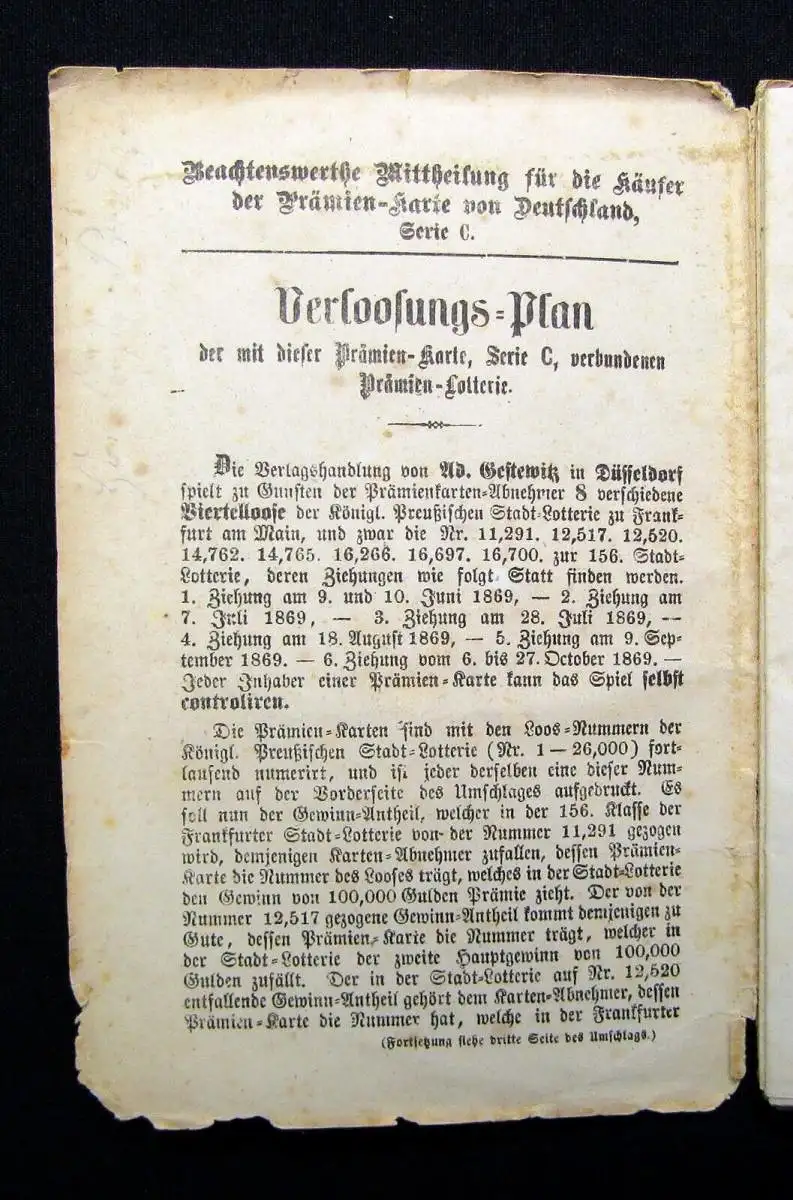 Beachtenswerthe Mittheilung für die Käufer
der Prämien-Karte von Deutschland,
Serie C.
Verloosungs-Plan
der mit dieser Prämien-Karte, Serie C, verbundenen
Prämien-Lotterie.
Die Verlagshandlung von Ad. Gestewitz in Düsseldorf
spielt zu Gunsten der Prämienkarten-Abnehmer 8 verschiedene
Viertelloose der Königl. Preußischen Stadt-Lotterie zu Frank-
furt am Main, und zwar die Nr. 11,291. 12,517. 12,520.
14,762. 14,765. 16,266. 16,697. 16,700. zur 156. Stadt-
Lotterie, deren Ziehungen wie folgt Statt finden werden.
1. Ziehung am 9. und 10. Juni 1869, — 2. Ziehung am
7. Juli 1869, — 3. Ziehung am 28. Juli 1869, —
4. Ziehung am 18. August 1869, — 5. Ziehung am 9. Sep-
tember 1869. — 6. Ziehung vom 6. bis 27. October 1869. —
Jeder Inhaber einer Prämien-Karte kann das Spiel selbst
controliren.
Die Prämien-Karten sind mit den Loos-Nummern der
Königl. Preußischen Stadt-Lotterie (Nr. 1—26,000) fort-
laufend numerirt, und ist jeder derselben eine dieser Num-
mern auf der Vorderseite des Umschlages aufgedruckt. Es
soll nun der Gewinn-Antheil, welcher in der 156. Klasse der
Frankfurter Stadt-Lotterie von der Nummer 11,291 gezogen
wird, demjenigen Karten-Abnehmer zufallen, dessen Prämien-
Karte die Nummer des Looses trägt, welches in der Stadt-Lotterie
den Gewinn von 100,000 Gulden Prämie zieht. Der von der
Nummer 12,517 gezogene Gewinn-Antheil kommt demjenigen zu
Gute, dessen Prämien-Karte die Nummer trägt, welcher in
der Stadt-Lotterie der zweite Hauptgewinn von 100,000
Gulden zufällt. Der in der Stadt-Lotterie auf Nr. 12,520
entfallende Gewinn-Antheil gehört dem Karten-Abnehmer, dessen
Prämien-Karte die Nummer hat, welche in der Frankfurter
(Fortsetzung siehe dritte Seite des Umschlags.)